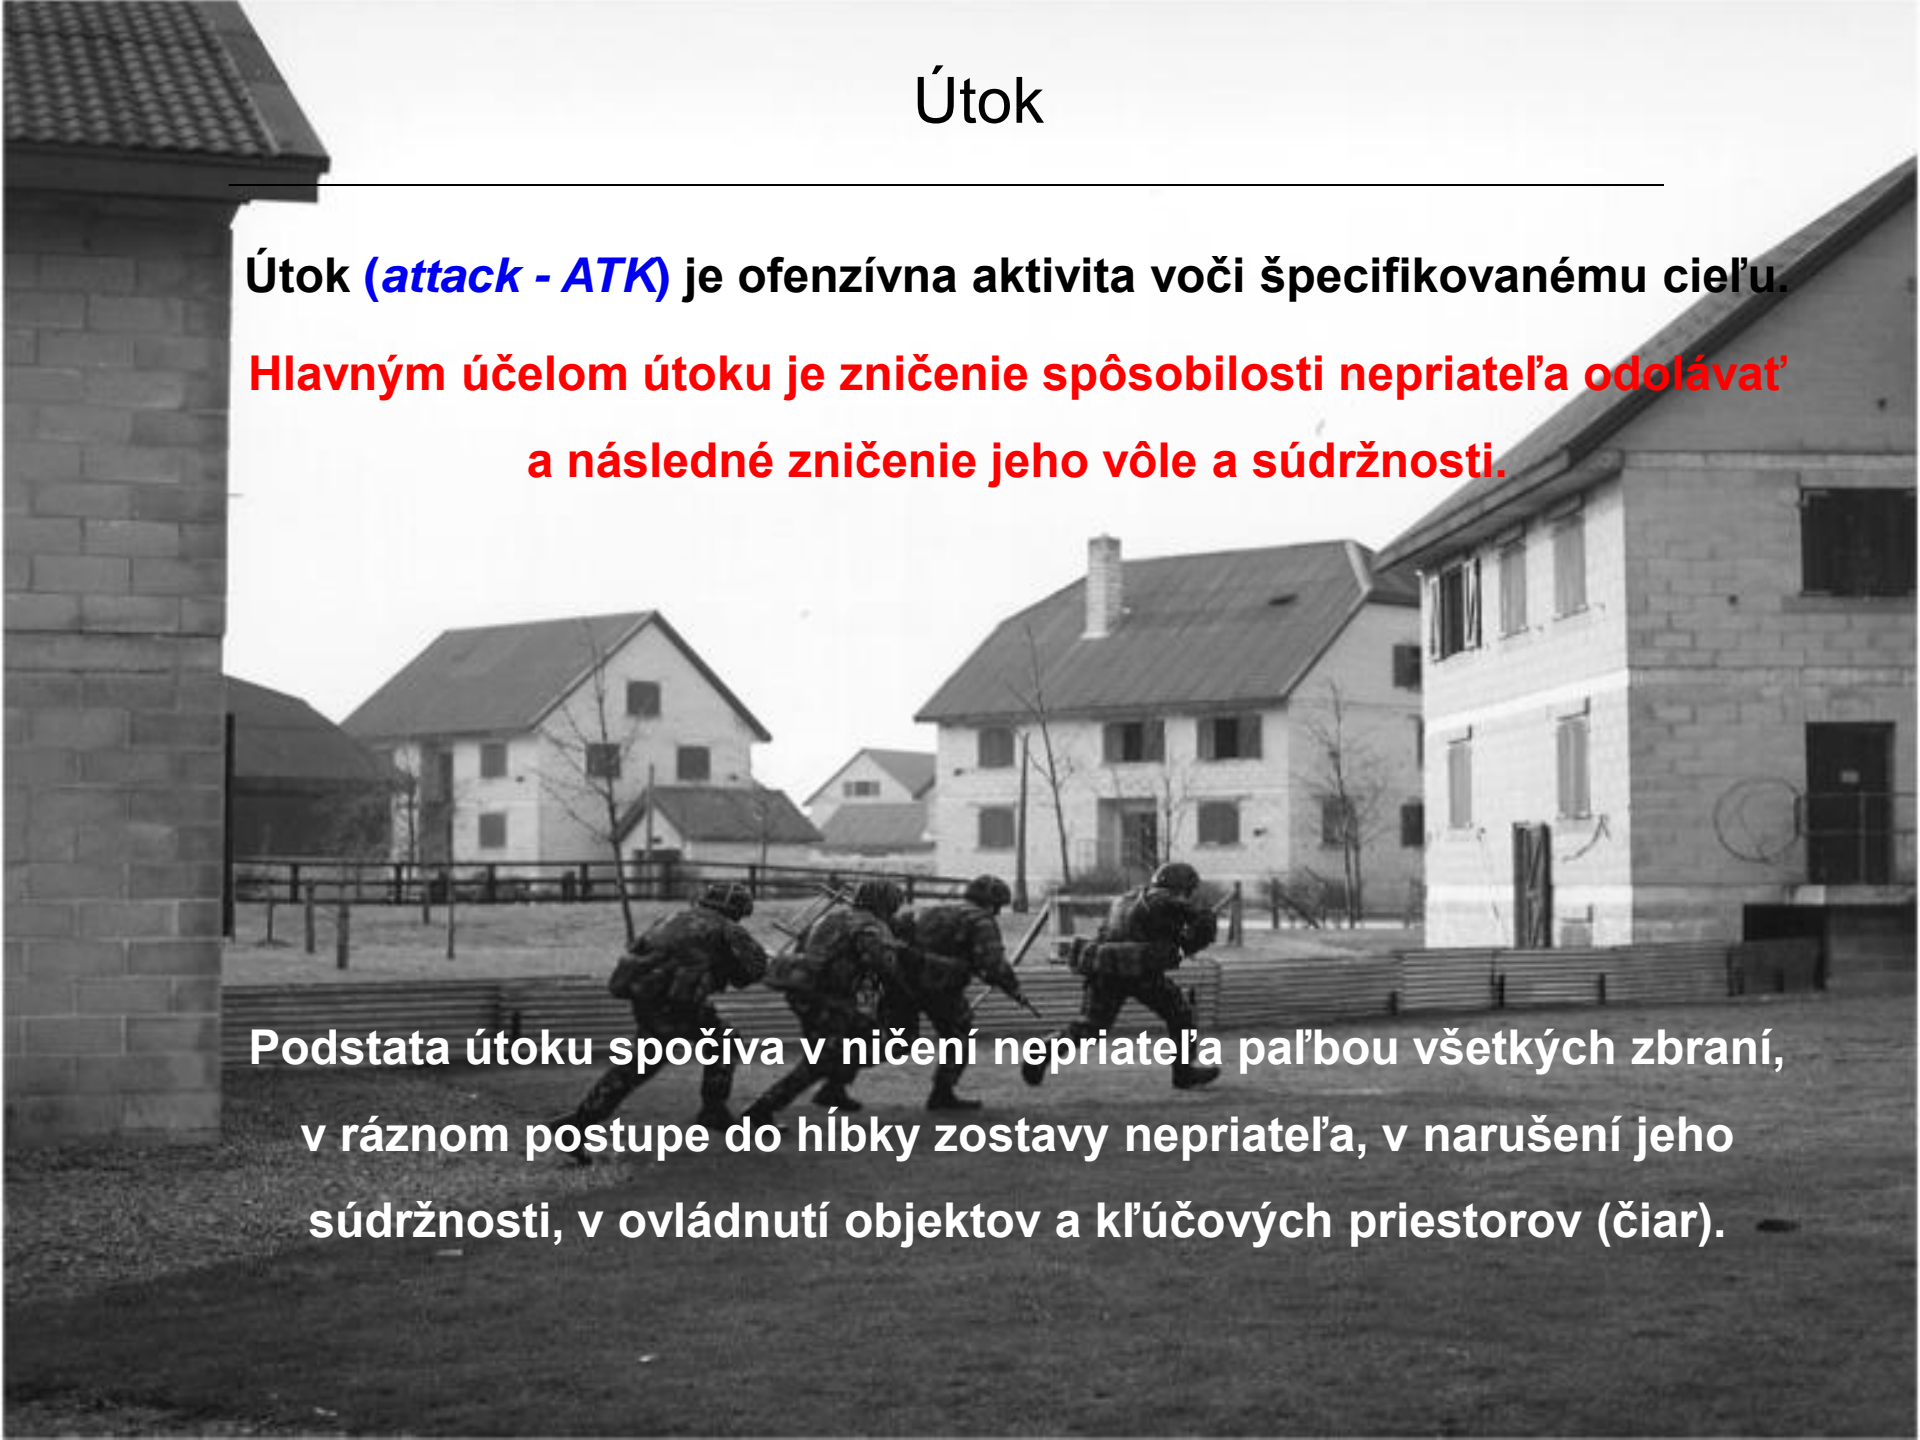 Útok
Útok (attack - ATK) je ofenzívna aktivita voči špecifikovanému cieľu.
Hlavným účelom útoku je zničenie spôsobilosti nepriateľa odolávať
a následné zničenie jeho vôle a súdržnosti.
Podstata útoku spočíva v ničení nepriateľa paľbou všetkých zbraní,
v ráznom postupe do hĺbky zostavy nepriateľa, v narušení jeho
súdržnosti, v ovládnutí objektov a kľúčových priestorov (čiar).